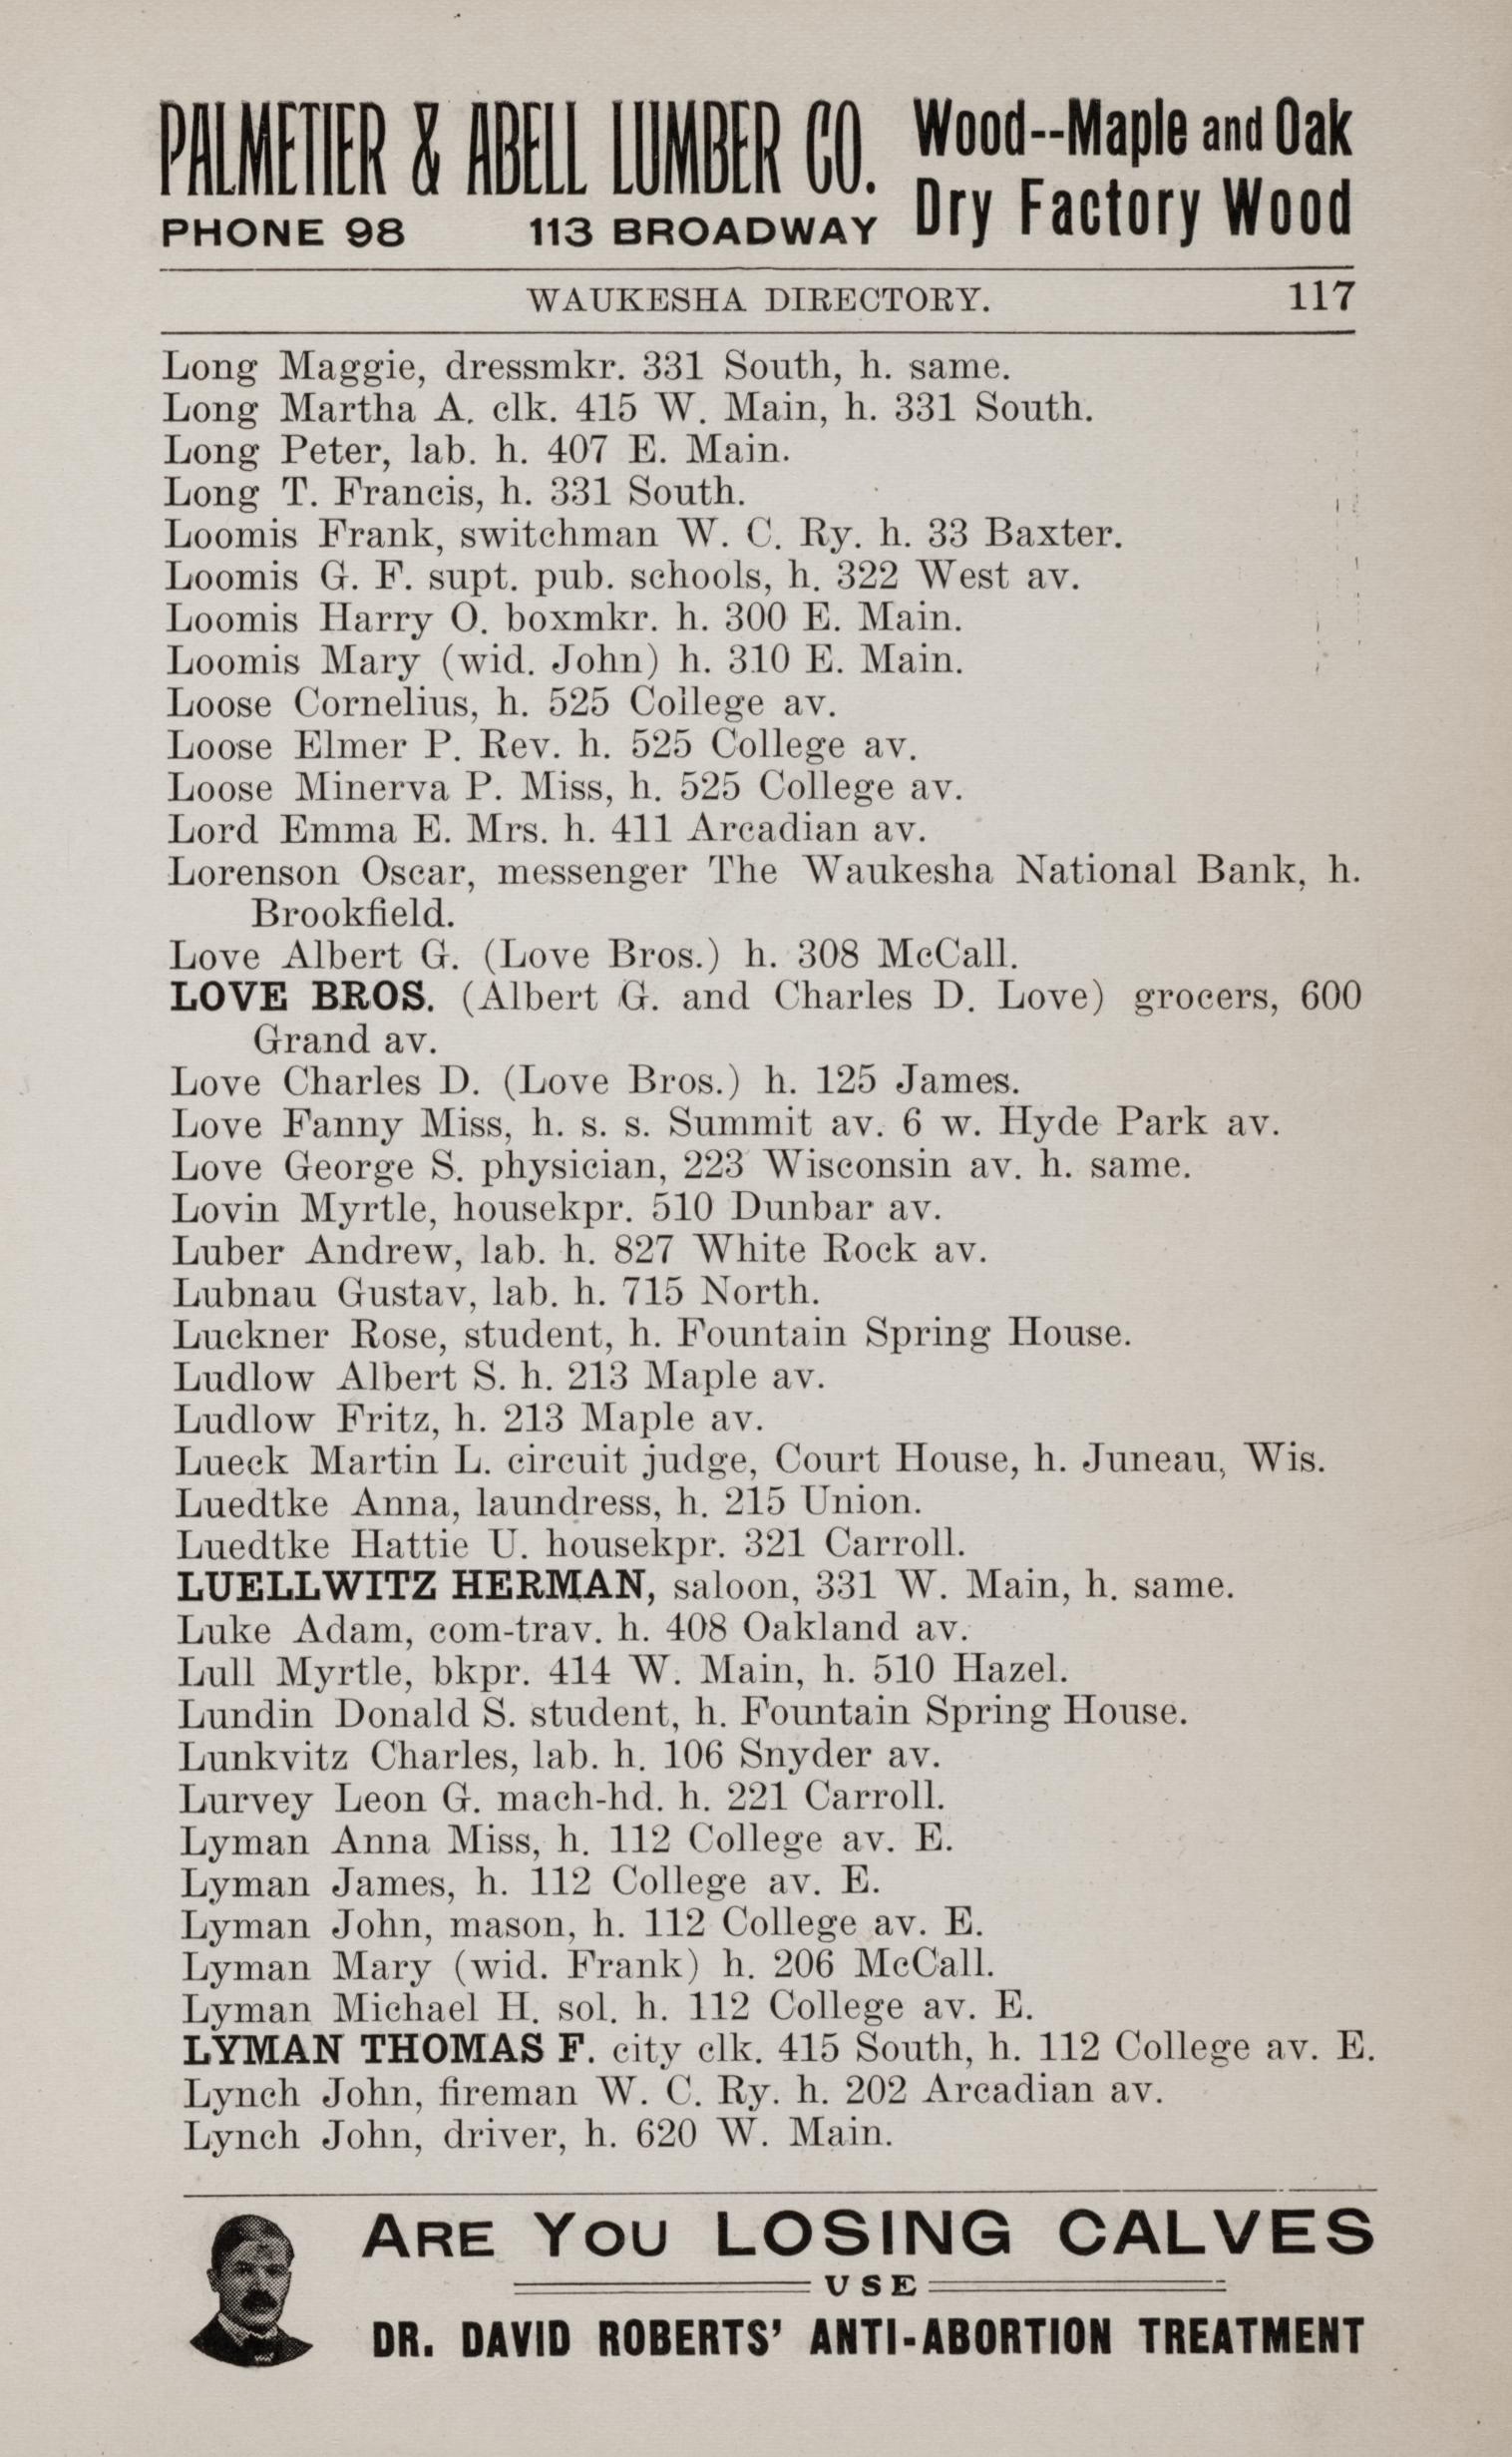 PALMETIER & ABELL LUMBER CO.
PHONE 98 113 BROADWAY
Wood--Maple and Oak
Dry Factory Wood
WAUKESHA DIRECTORY. 117
Long Maggie, dressmkr. 331 South, h. same.
Long Martha A. clk. 415 W. Main, h. 331 South.
Long Peter, lab. h. 407 E. Main.
Long T. Francis, h. 331 South.
Loomis Frank, switchman W. C. Ry. h. 33 Baxter.
Loomis G. F. supt. pub. schools, h. 322 West av.
Loomis Harry O. boxmkr. h. 300 E. Main.
Loomis Mary (wid. John) h. 310 E. Main.
Loose Cornelius, h. 525 College av.
Loose Elmer P. Rev. h. 525 College av.
Loose Minerva P. Miss, h. 525 College av.
Lord Emma E. Mrs. h. 411 Arcadian av.
Lorenson Oscar, messenger The Waukesha National Bank, h.
Brookfield.
Love Albert G. (Love Bros.) h. 308 McCall.
LOVE BROS. (Albert G. and Charles D. Love) grocers, 600
Grand av.
Love Charles D. (Love Bros.) h. 125 James.
Love Fanny Miss, h. s. s. Summit av. 6 w. Hyde Park av.
Love George S. physician, 223 Wisconsin av. h. same.
Lovin Myrtle, housekpr. 510 Dunbar av.
Luber Andrew, lab. h. 827 White Rock av.
Lubnau Gustav, lab. h. 715 North.
Luckner Rose, student, h. Fountain Spring House.
Ludlow Albert S. h. 213 Maple av.
Ludlow Fritz, h. 213 Maple av.
Lueck Martin L. circuit judge, Court House, h. Juneau, Wis.
Luedtke Anna, laundress, h. 215 Union.
Luedtke Hattie U. housekpr. 321 Carroll.
LUELLWITZ HERMAN, saloon, 331 W. Main, h. same.
Luke Adam, com-trav. h. 408 Oakland av.
Lull Myrtle, bkpr. 414 W. Main, h. 510 Hazel.
Lundin Donald S. student, h. Fountain Spring House.
Lunkvitz Charles, lab. h. 106 Snyder av.
Lurvey Leon G. mach-hd. h. 221 Carroll.
Lyman Anna Miss, h. 112 College av. E.
Lyman James, h. 112 College av. E.
Lyman John, mason, h. 112 College av. E.
Lyman Mary (wid. Frank) h. 206 McCall.
Lyman Michael H. sol. h. 112 College av. E.
LYMAN THOMAS F. city clk. 415 South, h. 112 College av. E.
Lynch John, fireman W. C. Ry. h. 202 Arcadian av.
Lynch John, driver, h. 620 W. Main.
ARE YOU LOSING CALVES
USE
DR. DAVID ROBERTS' ANTI-ABORTION TREATMENT